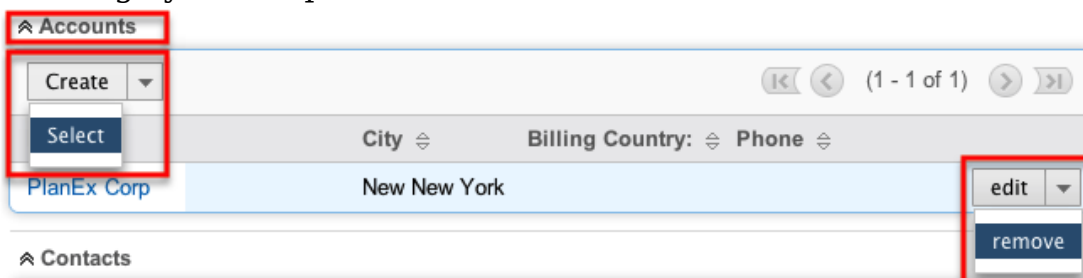 Accounts
Create (1 - 1 of 1)
Select City Billing Country: Phone
PlanEx Corp New New York edit
remove
Contacts